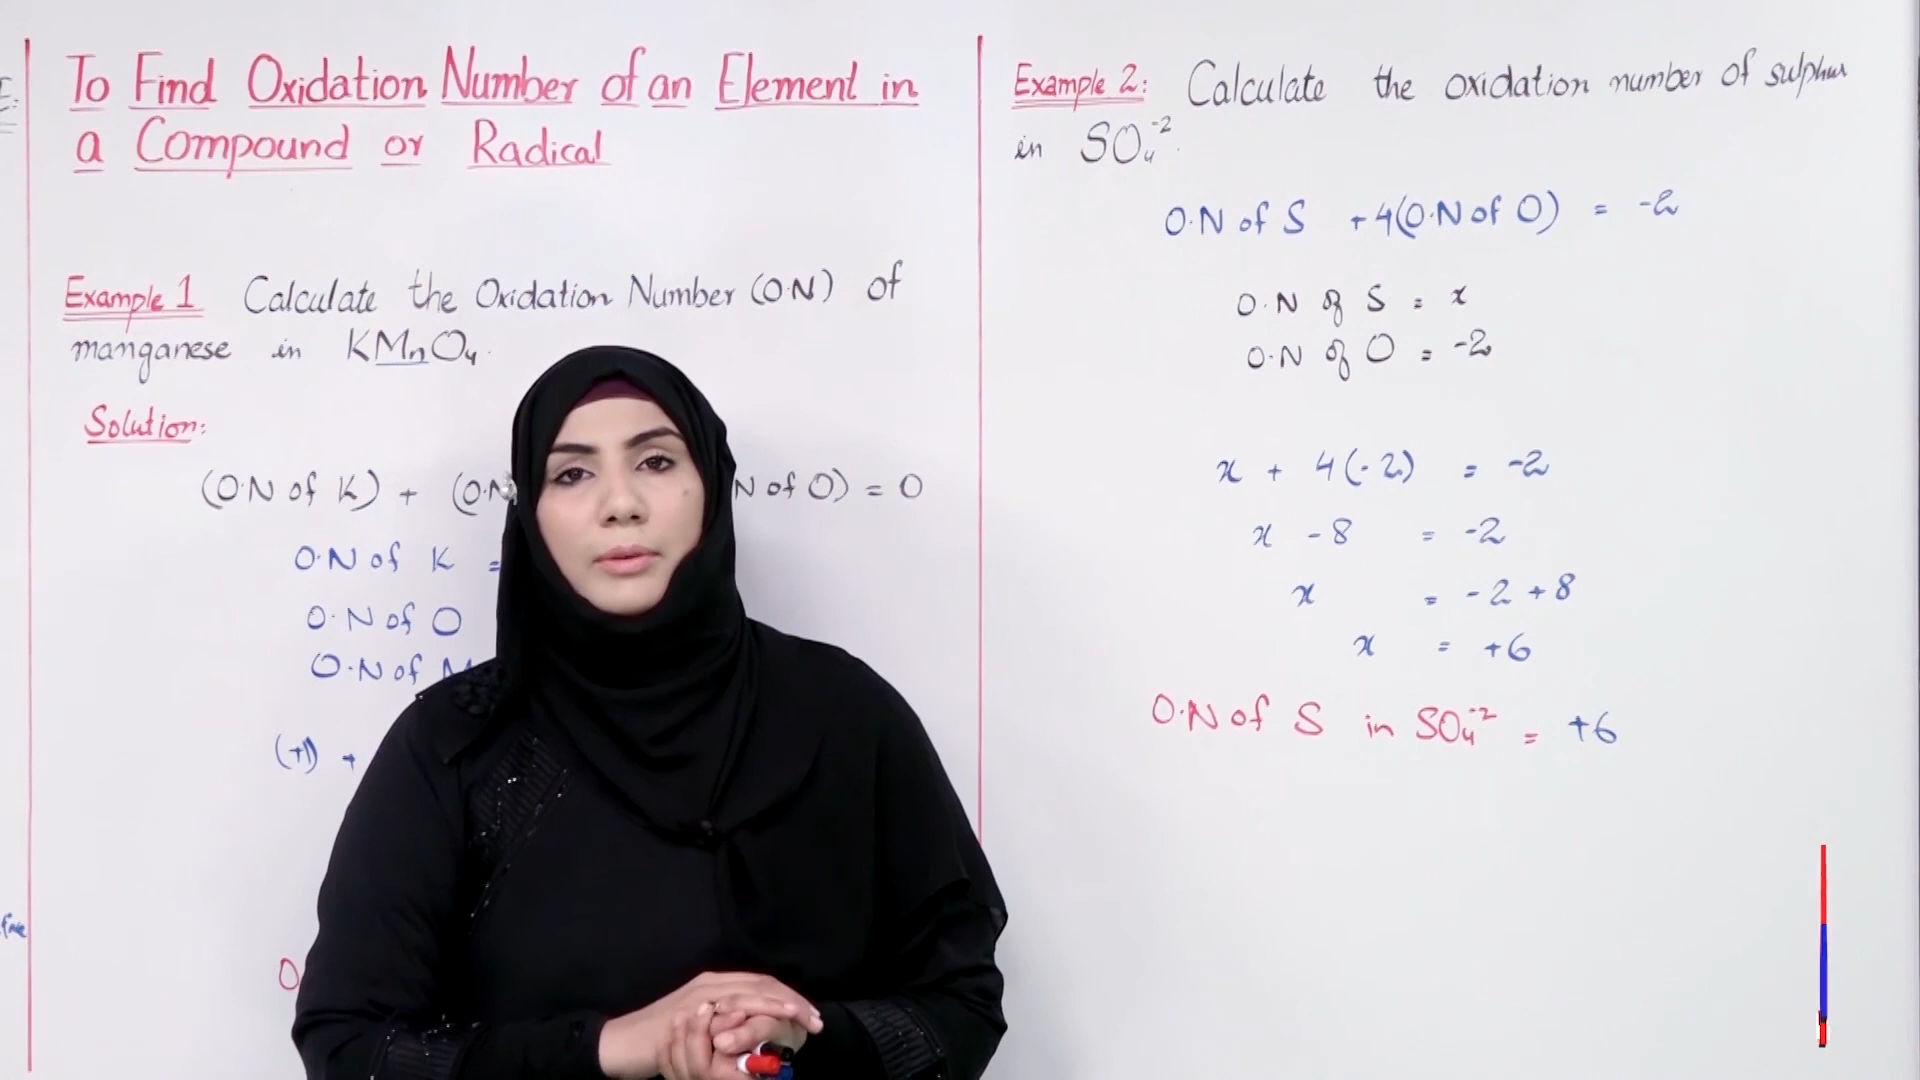 To Find Oxidation Number of an Element in
a Compound or Radical
Example 1 Calculate the Oxidation Number (O.N) of
manganese in KMnO₄.
Solution:
(O.N of K) + (O.N N of O) = 0
O.N of K =
O.N of O
O.N of M
(+1) +
O
Example 2: Calculate the oxidation number of sulphur
in SO₄⁻².
O.N of S + 4(O.N of O) = -2
O.N of S = x
O.N of O = -2
x + 4(-2) = -2
x - 8 = -2
x = -2 + 8
x = +6
O.N of S in SO₄⁻² = +6